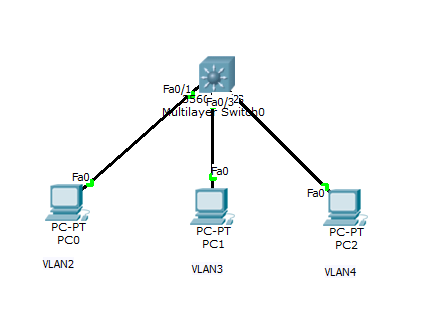 Fa0/1
Fa0/3
Multilayer Switch0
Fa0
Fa0
Fa0
PC-PT
PC0
PC-PT
PC1
PC-PT
PC2
VLAN2
VLAN3
VLAN4